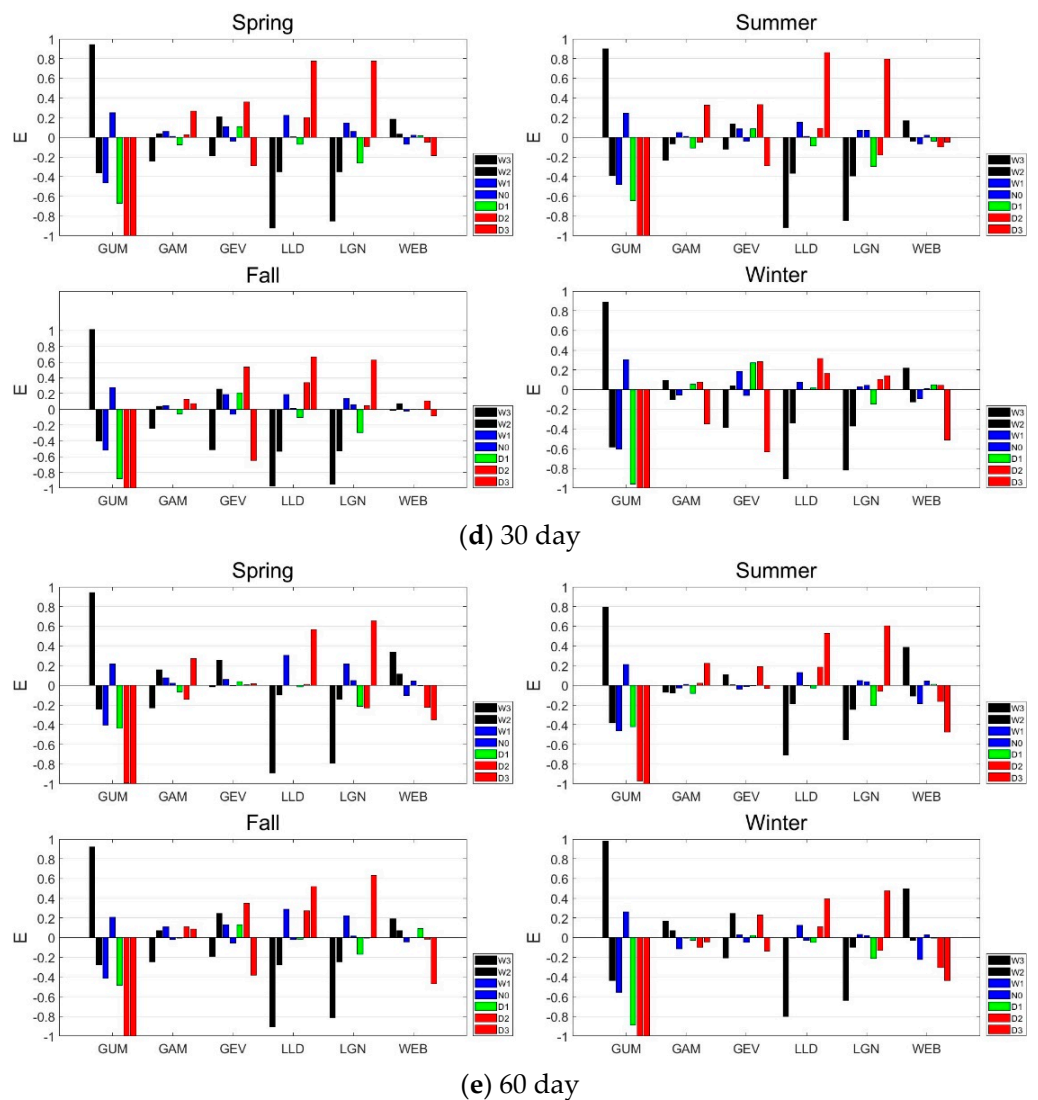 Spring
1
0.8
0.6
0.4
0.2
0
-0.2
-0.4
-0.6
-0.8
-1
E
GUM GAM GEV LLD LGN WEB
W3
W2
W1
N0
D1
D2
D3
Summer
1
0.8
0.6
0.4
0.2
0
-0.2
-0.4
-0.6
-0.8
-1
E
GUM GAM GEV LLD LGN WEB
W3
W2
W1
N0
D1
D2
D3
Fall
1
0.8
0.6
0.4
0.2
0
-0.2
-0.4
-0.6
-0.8
-1
E
GUM GAM GEV LLD LGN WEB
W3
W2
W1
N0
D1
D2
D3
Winter
1
0.8
0.6
0.4
0.2
0
-0.2
-0.4
-0.6
-0.8
-1
E
GUM GAM GEV LLD LGN WEB
W3
W2
W1
N0
D1
D2
D3
(d) 30 day
Spring
1
0.8
0.6
0.4
0.2
0
-0.2
-0.4
-0.6
-0.8
-1
E
GUM GAM GEV LLD LGN WEB
W3
W2
W1
N0
D1
D2
D3
Summer
1
0.8
0.6
0.4
0.2
0
-0.2
-0.4
-0.6
-0.8
-1
E
GUM GAM GEV LLD LGN WEB
W3
W2
W1
N0
D1
D2
D3
Fall
1
0.8
0.6
0.4
0.2
0
-0.2
-0.4
-0.6
-0.8
-1
E
GUM GAM GEV LLD LGN WEB
W3
W2
W1
N0
D1
D2
D3
Winter
1
0.8
0.6
0.4
0.2
0
-0.2
-0.4
-0.6
-0.8
-1
E
GUM GAM GEV LLD LGN WEB
W3
W2
W1
N0
D1
D2
D3
(e) 60 day